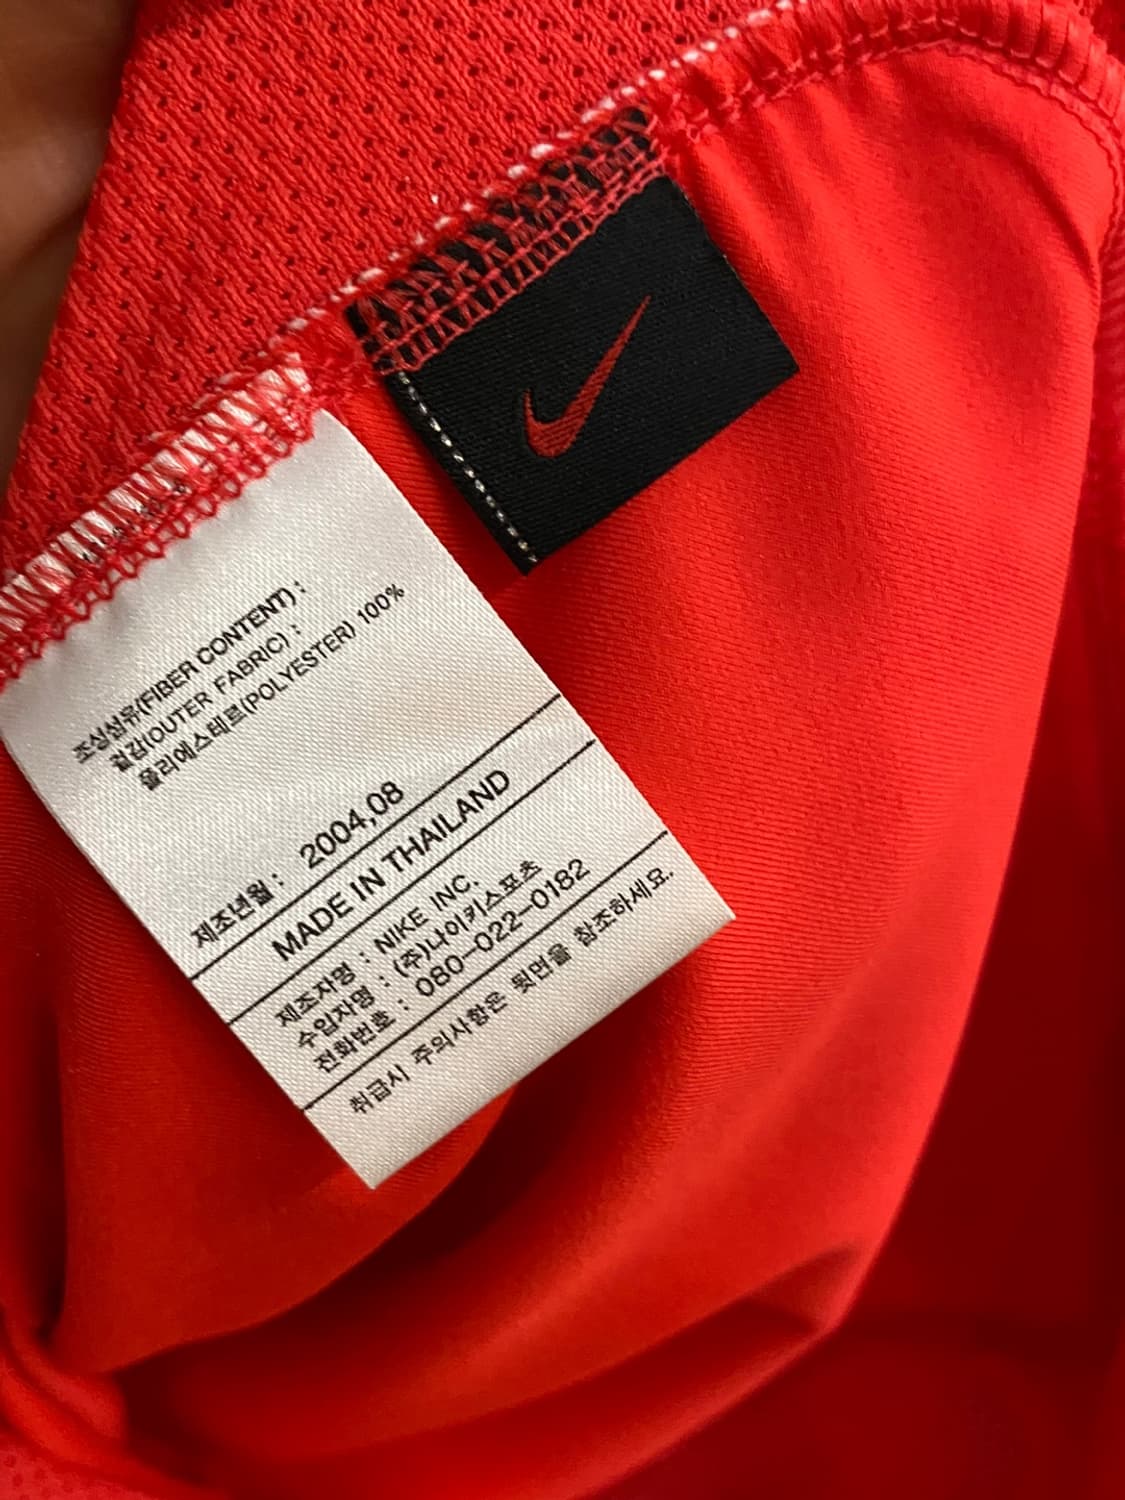 조성섬유(FIBER CONTENT) :
겉감(OUTER FABRIC) :
폴리에스테르(POLYESTER) 100%
제조년월 : 2004,08
MADE IN THAILAND
제조자명 : NIKE INC.
수입자명 : (주)나이키스포츠
전화번호 : 080-022-0182
취급시 주의사항은 뒷면을 참조하세요.